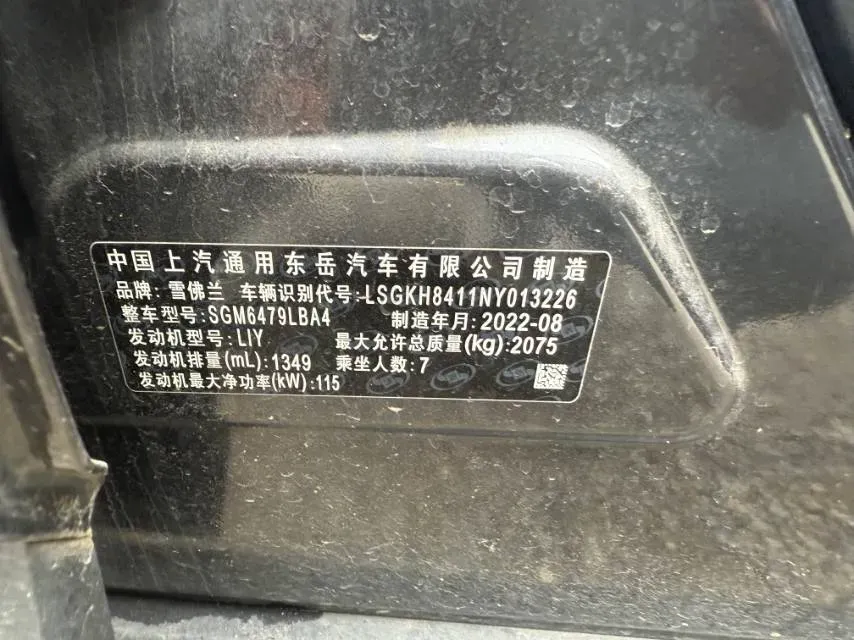 中国上汽通用东岳汽车有限公司制造
品牌: 雪佛兰 车辆识别代号:LSGKH8411NY013226
整车型号:SGM6479LBA4 制造年月:2022-08
发动机型号:LIY 最大允许总质量(kg):2075
发动机排量(mL):1349 乘坐人数:7
发动机最大净功率(kW):115